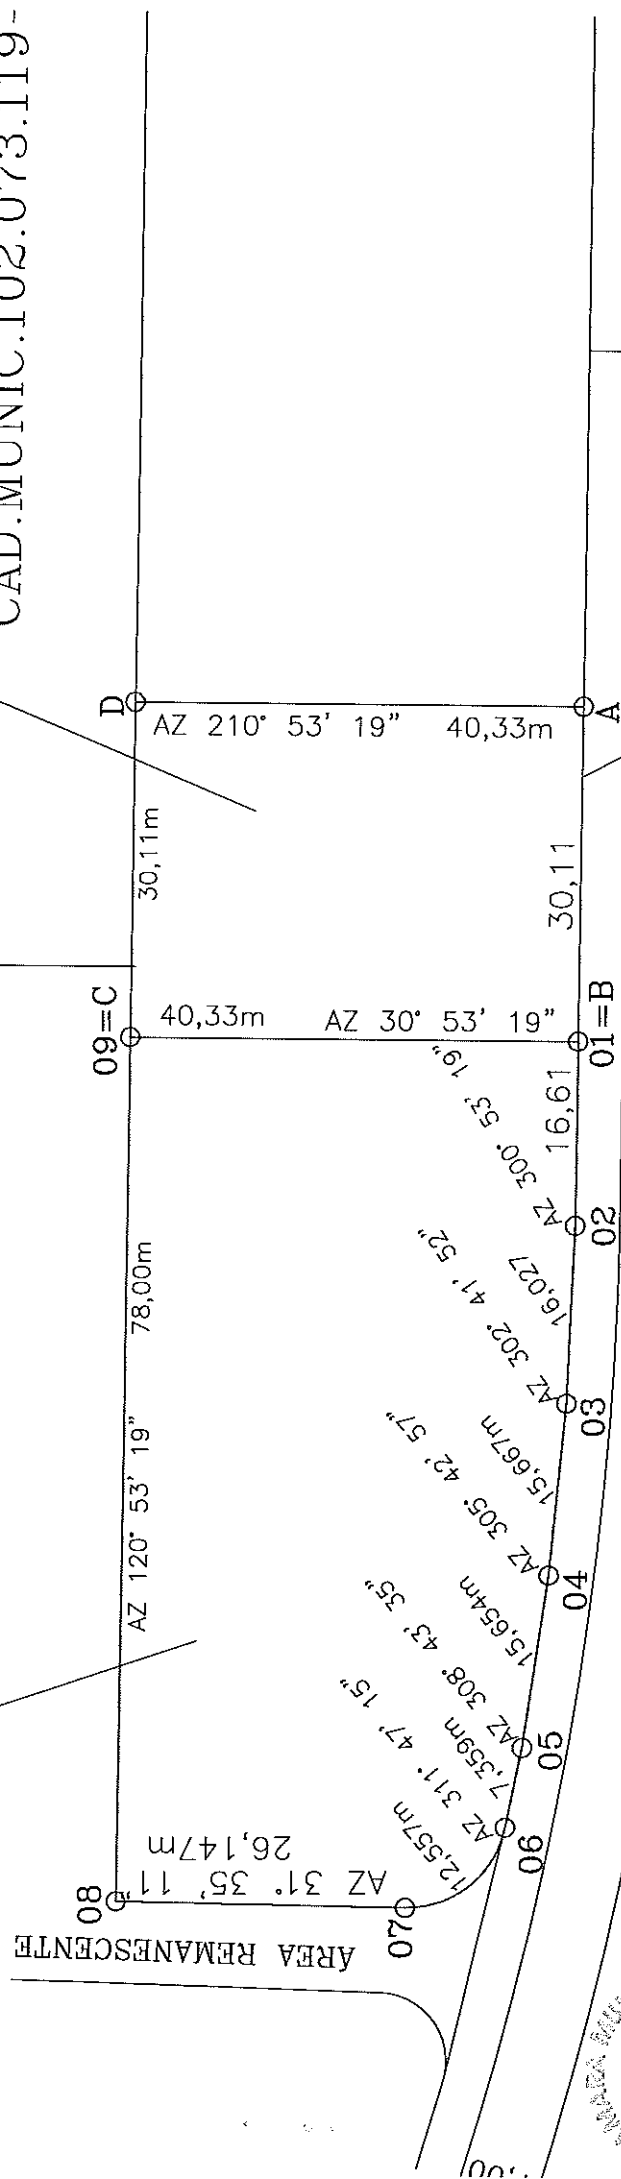 CAD.MUNIC.102.073.119-
D
AZ 210° 53' 19" 40,33m
A
30,11m
30,11
09=C
40,33m AZ 30° 53' 19"
01=B
16,61
AZ 300° 53' 19"
02
16,027
AZ 302° 41' 52"
03
15,667m
AZ 305° 42' 57"
04
15,654m
AZ 308° 43' 35"
05
7,359m
AZ 311° 47' 15"
06
12,557m
07
AZ 31° 35' 11"
26,147m
08
AZ 120° 53' 19" 78,00m
ÁREA REMANESCENTE